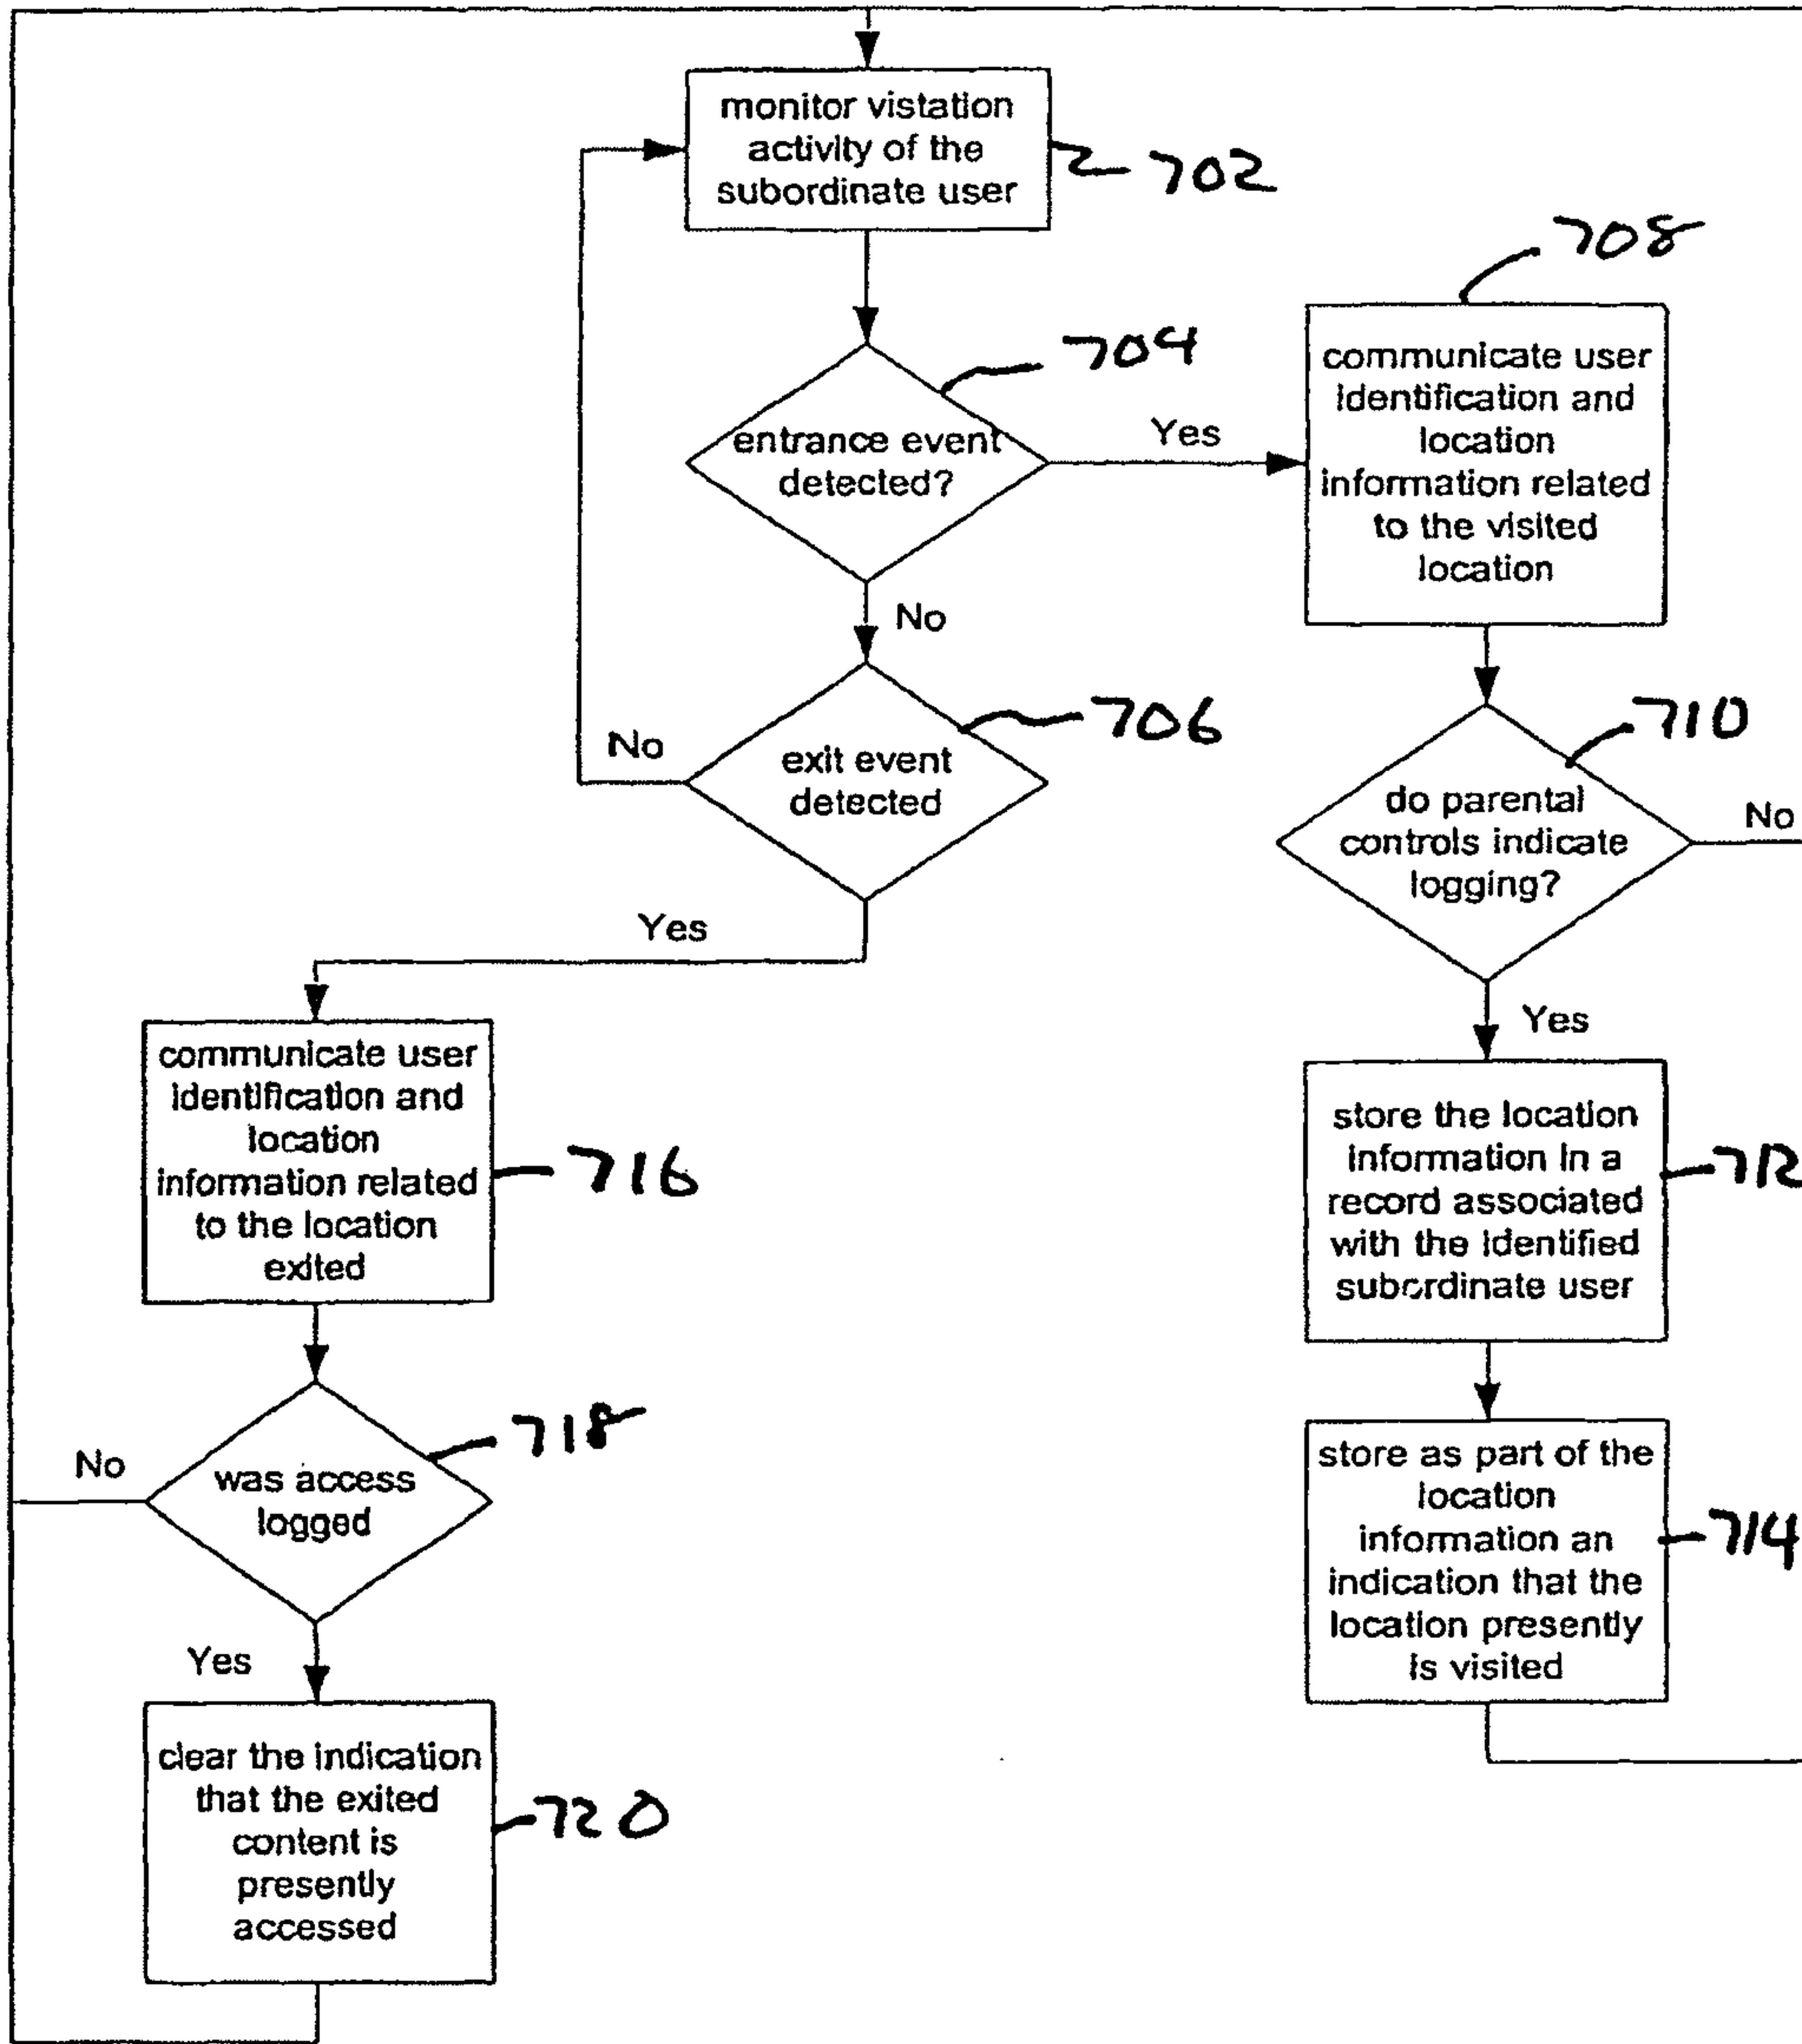 monitor vistation
activity of the
subordinate user
702
entrance event
detected?
704
Yes
No
708
communicate user
identification and
location
information related
to the visited
location
exit event
detected
706
No
Yes
710
do parental
controls indicate
logging?
No
Yes
store the location
information in a
record associated
with the identified
subordinate user
712
store as part of the
location
information an
indication that the
location presently
is visited
714
communicate user
identification and
location
information related
to the location
exited
716
was access
logged
718
No
Yes
clear the indication
that the exited
content is
presently
accessed
720